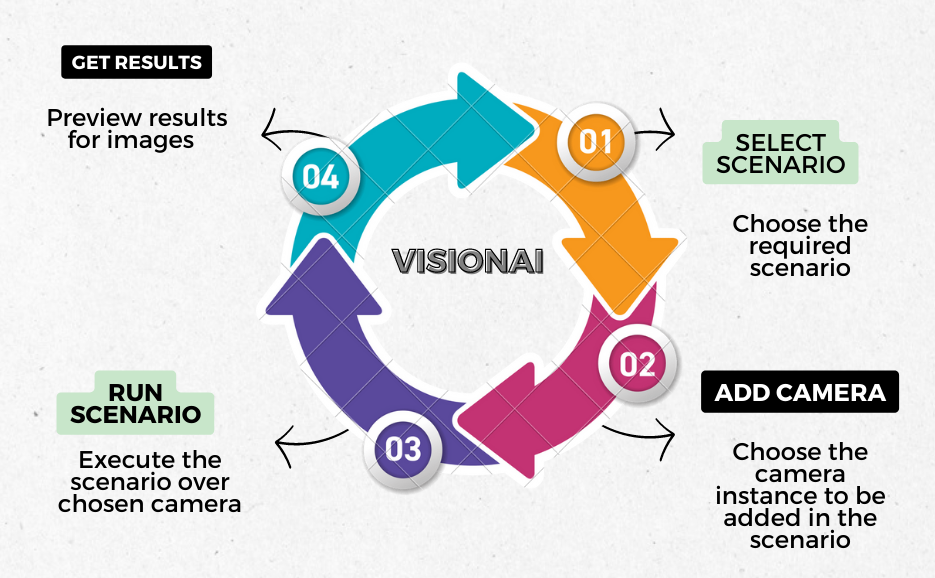 GET RESULTS
Preview results
for images
04
01
SELECT
SCENARIO
Choose the
required
scenario
VISIONAI
02
ADD CAMERA
Choose the
camera
instance to be
added in the
scenario
03
RUN
SCENARIO
Execute the
scenario over
chosen camera